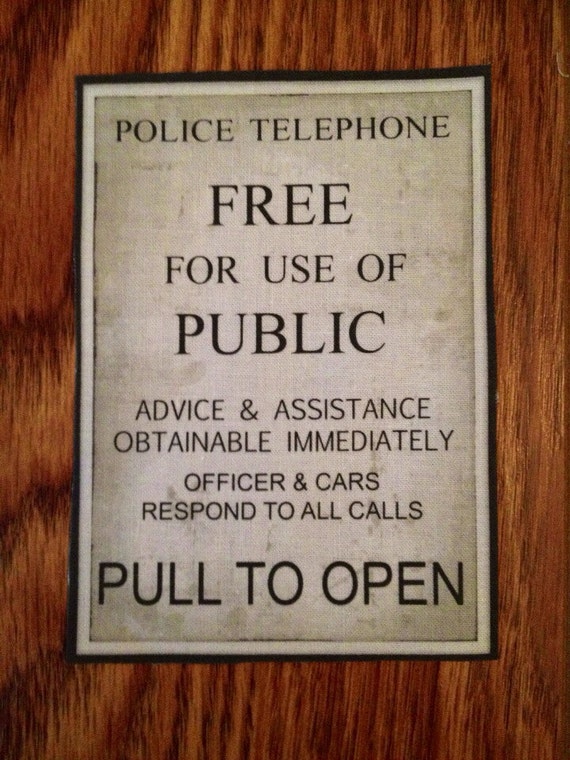 POLICE TELEPHONE
FREE
FOR USE OF
PUBLIC
ADVICE & ASSISTANCE
OBTAINABLE IMMEDIATELY
OFFICER & CARS
RESPOND TO ALL CALLS
PULL TO OPEN